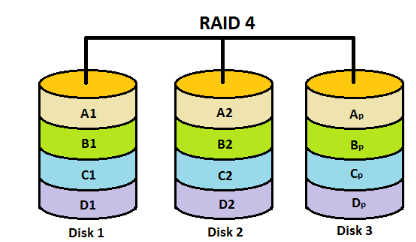 RAID 4
A1 A2 Ap
B1 B2 Bp
C1 C2 Cp
D1 D2 Dp
Disk 1 Disk 2 Disk 3